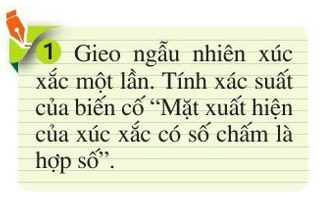 1 Gieo ngẫu nhiên xúc
xắc một lần. Tính xác suất
của biến cố “Mặt xuất hiện
của xúc xắc có số chấm là
hợp số”.